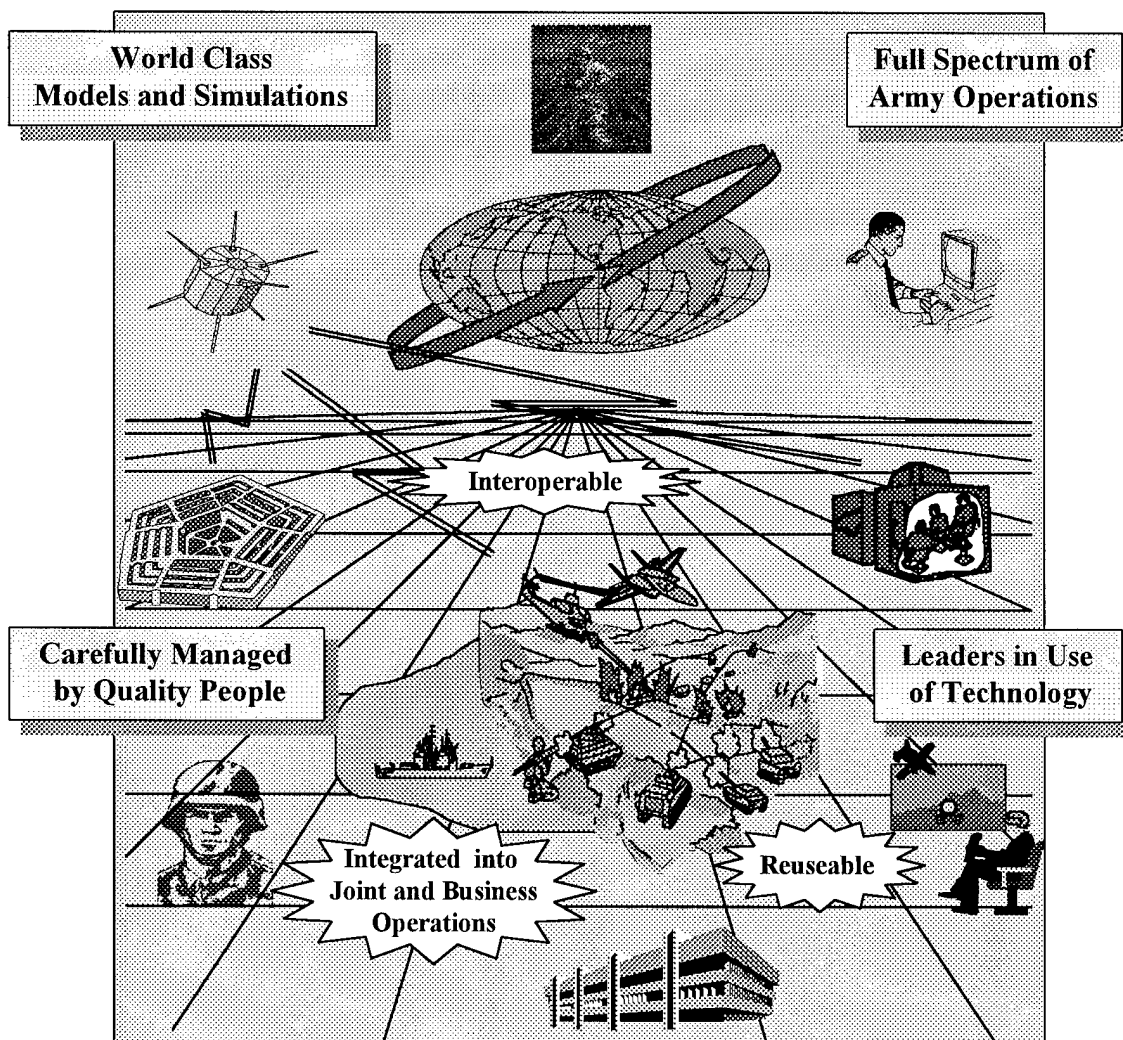 World Class
Models and Simulations
Full Spectrum of
Army Operations
Interoperable
Carefully Managed
by Quality People
Leaders in Use
of Technology
Integrated into
Joint and Business
Operations
Reuseable